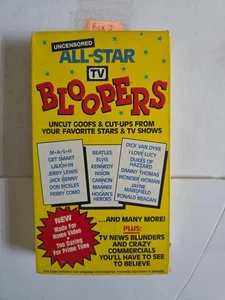 Box J
UNCENSORED
ALL-STAR
TV
BLOOPERS
UNCUT GOOFS & CUT-UPS FROM
YOUR FAVORITE STARS & TV SHOWS
M-A-S-H
GET SMART
LAUGH-IN
JERRY LEWIS
JACK BENNY
DON RICKLES
PERRY COMO
BEATLES
ELVIS
KENNEDY
NIXON
CANNON
MANNIX
HOGAN'S
HEROES
DICK VAN DYKE
I LOVE LUCY
DUKES OF
HAZZARD
DANNY THOMAS
WONDER WOMAN
JAYNE
MANSFIELD
RONALD REAGAN
NEW
Made For
Home Video
Too Daring
For Prime Time
...AND MANY MORE!
PLUS:
TV NEWS BLUNDERS
AND CRAZY
COMMERCIALS
YOU'LL HAVE TO SEE
TO BELIEVE